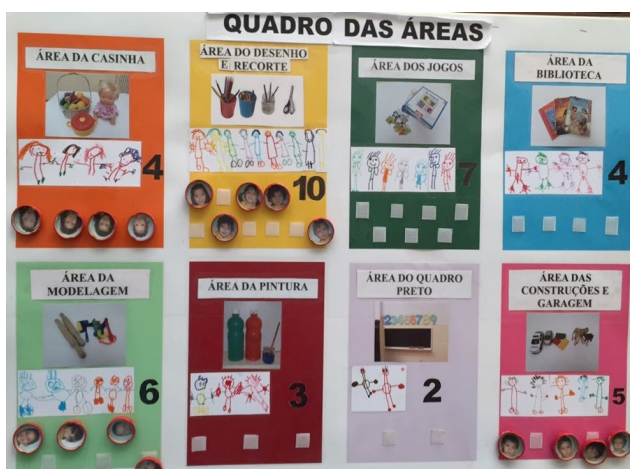 QUADRO DAS ÁREAS
ÁREA DA CASINHA
4
ÁREA DO DESENHO
E RECORTE
10
ÁREA DOS JOGOS
7
ÁREA DA
BIBLIOTECA
4
ÁREA DA
MODELAGEM
6
ÁREA DA PINTURA
3
ÁREA DO QUADRO
PRETO
23456789
2
ÁREA DAS
CONSTRUÇÕES E
GARAGEM
5